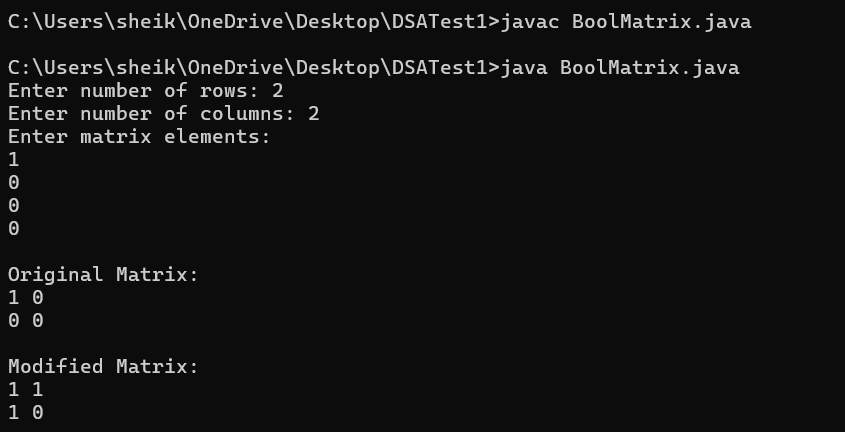 C:\Users\sheik\OneDrive\Desktop\DSATest1>javac BoolMatrix.java
C:\Users\sheik\OneDrive\Desktop\DSATest1>java BoolMatrix.java
Enter number of rows: 2
Enter number of columns: 2
Enter matrix elements:
1
0
0
0
Original Matrix:
1 0
0 0
Modified Matrix:
1 1
1 0